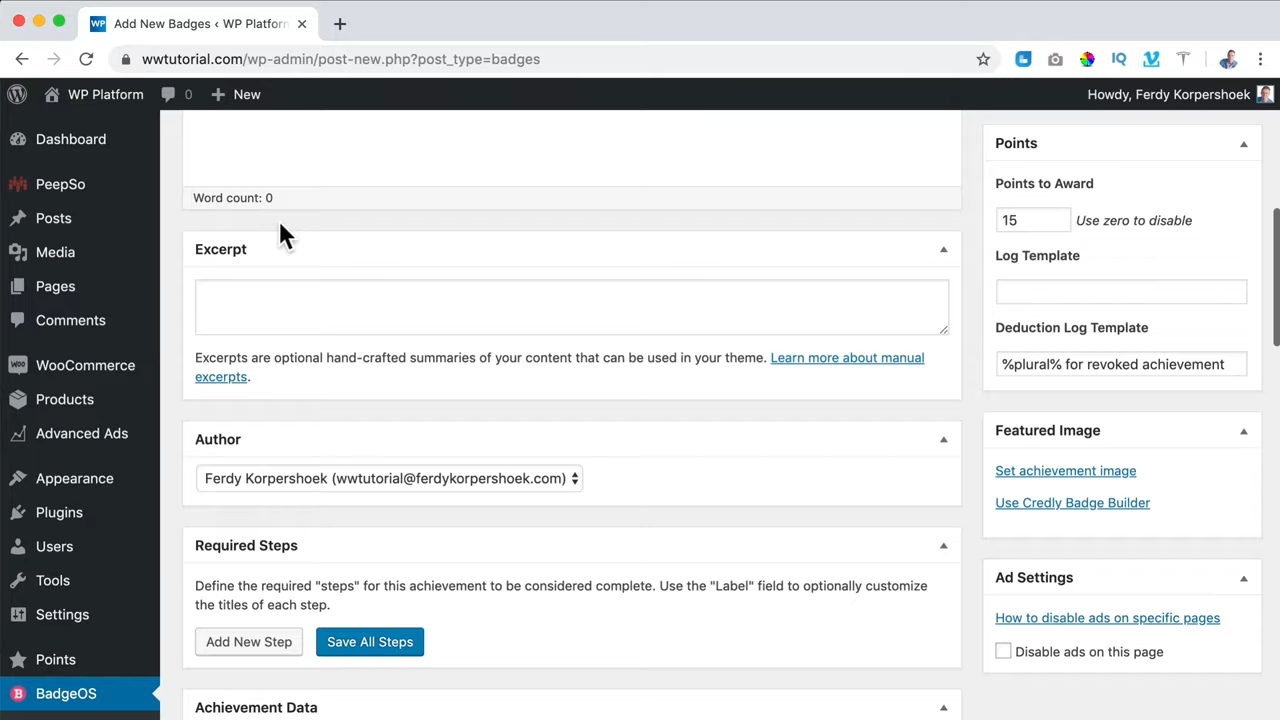 WP Add New Badges ‹ WP Platform
wwtutorial.com/wp-admin/post-new.php?post_type=badges
IQ
WP Platform 0 New Howdy, Ferdy Korpershoek
Dashboard
PeepSo
Posts
Media
Pages
Comments
Woo WooCommerce
Products
Advanced Ads
Appearance
Plugins
Users
Tools
Settings
Points
B BadgeOS
Word count: 0
Excerpt
Excerpts are optional hand-crafted summaries of your content that can be used in your theme. Learn more about manual
excerpts.
Author
Ferdy Korpershoek (wwtutorial@ferdykorpershoek.com)
Required Steps
Define the required "steps" for this achievement to be considered complete. Use the "Label" field to optionally customize
the titles of each step.
Add New Step Save All Steps
Achievement Data
Points
Points to Award
15 Use zero to disable
Log Template
Deduction Log Template
%plural% for revoked achievement
Featured Image
Set achievement image
Use Credly Badge Builder
Ad Settings
How to disable ads on specific pages
Disable ads on this page